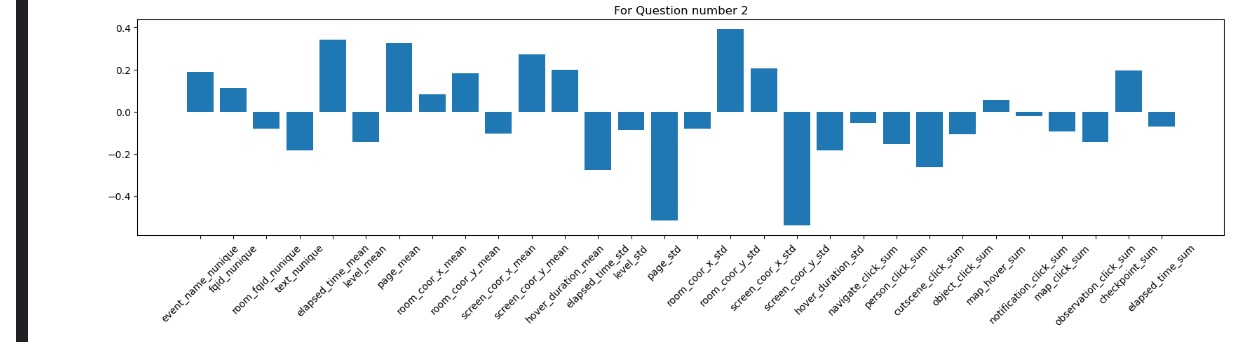 For Question number 2
0.4
0.2
0.0
−0.2
−0.4
event_name_nunique
fqid_nunique
room_fqid_nunique
text_nunique
elapsed_time_mean
level_mean
page_mean
room_coor_x_mean
room_coor_y_mean
screen_coor_x_mean
screen_coor_y_mean
hover_duration_mean
elapsed_time_std
level_std
page_std
room_coor_x_std
room_coor_y_std
screen_coor_x_std
screen_coor_y_std
hover_duration_std
navigate_click_sum
person_click_sum
cutscene_click_sum
object_click_sum
map_hover_sum
notification_click_sum
map_click_sum
observation_click_sum
checkpoint_sum
elapsed_time_sum